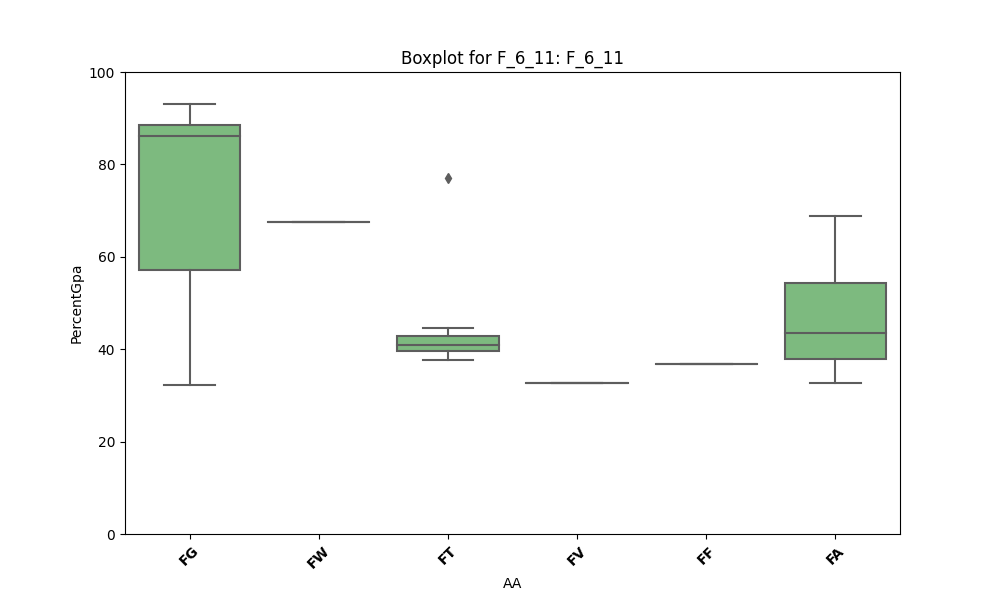 Boxplot for F_6_11: F_6_11
PercentGpa
100
80
60
40
20
0
FG
FW
FT
FV
FF
FA
AA